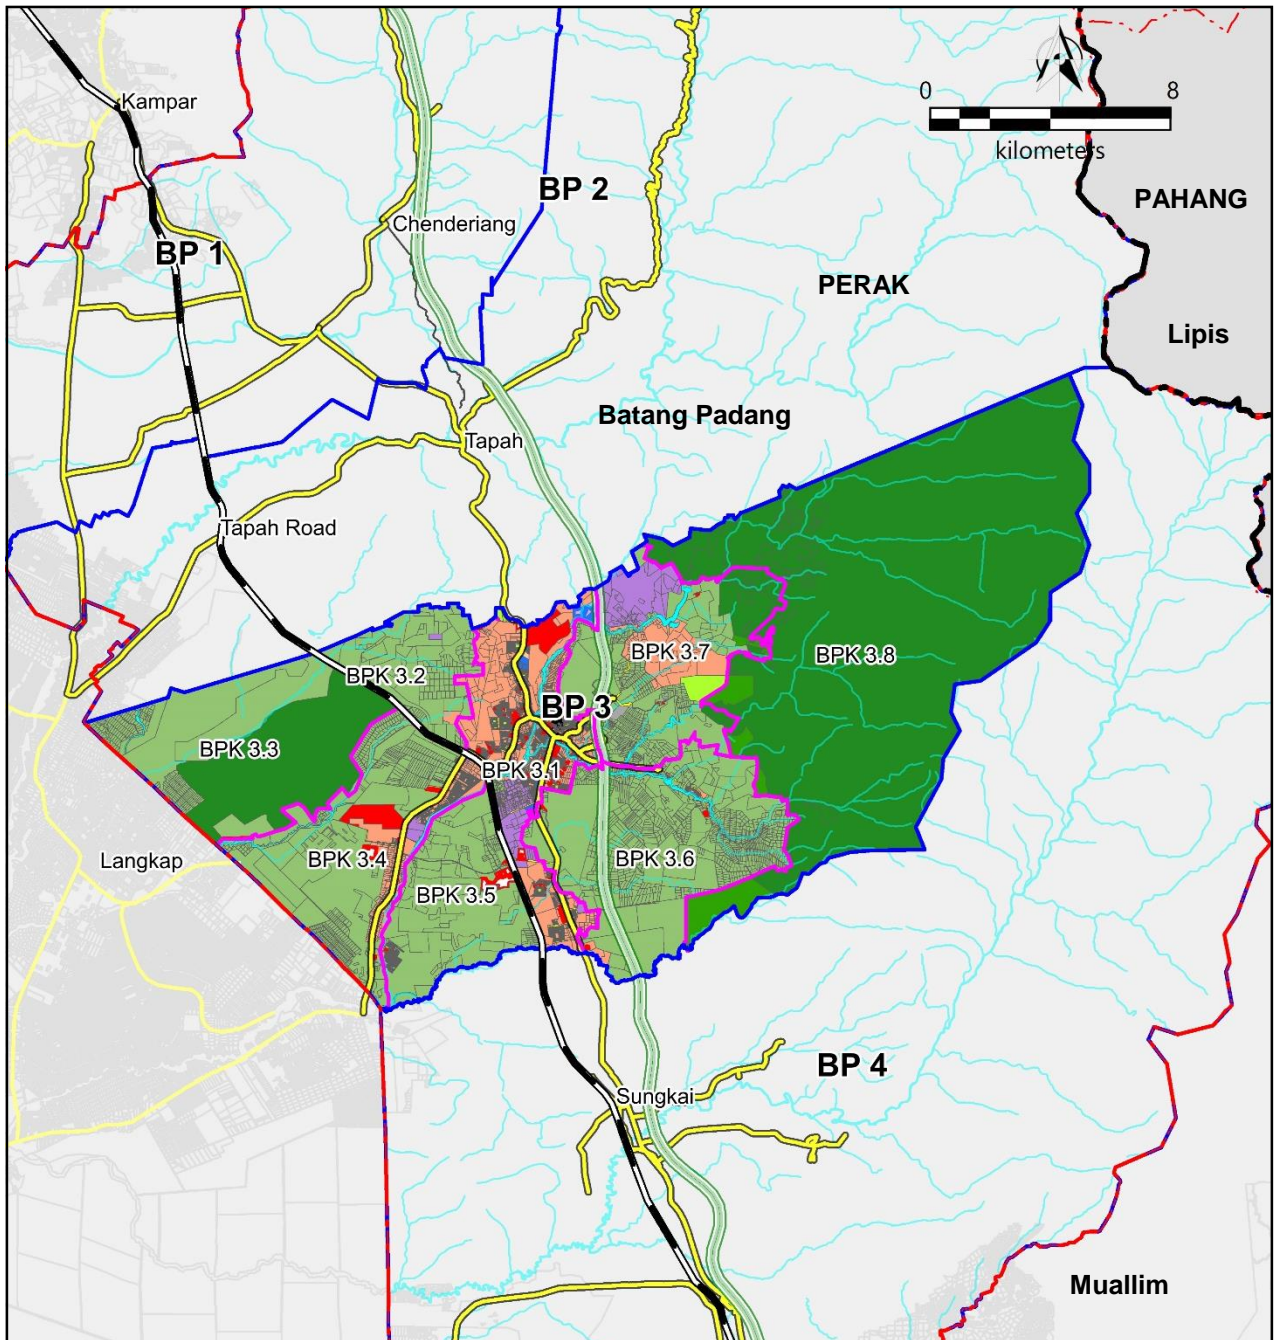 0 8
Kampar
kilometers
BP 2
PAHANG
Chenderiang
BP 1
PERAK
Lipis
Batang Padang
Tapah
Tapah Road
BPK 3.7
BPK 3.8
BPK 3.2
BP 3
BPK 3.3
BPK 3.1
Langkap
BPK 3.4
BPK 3.6
BPK 3.5
BP 4
Sungkai
Muallim